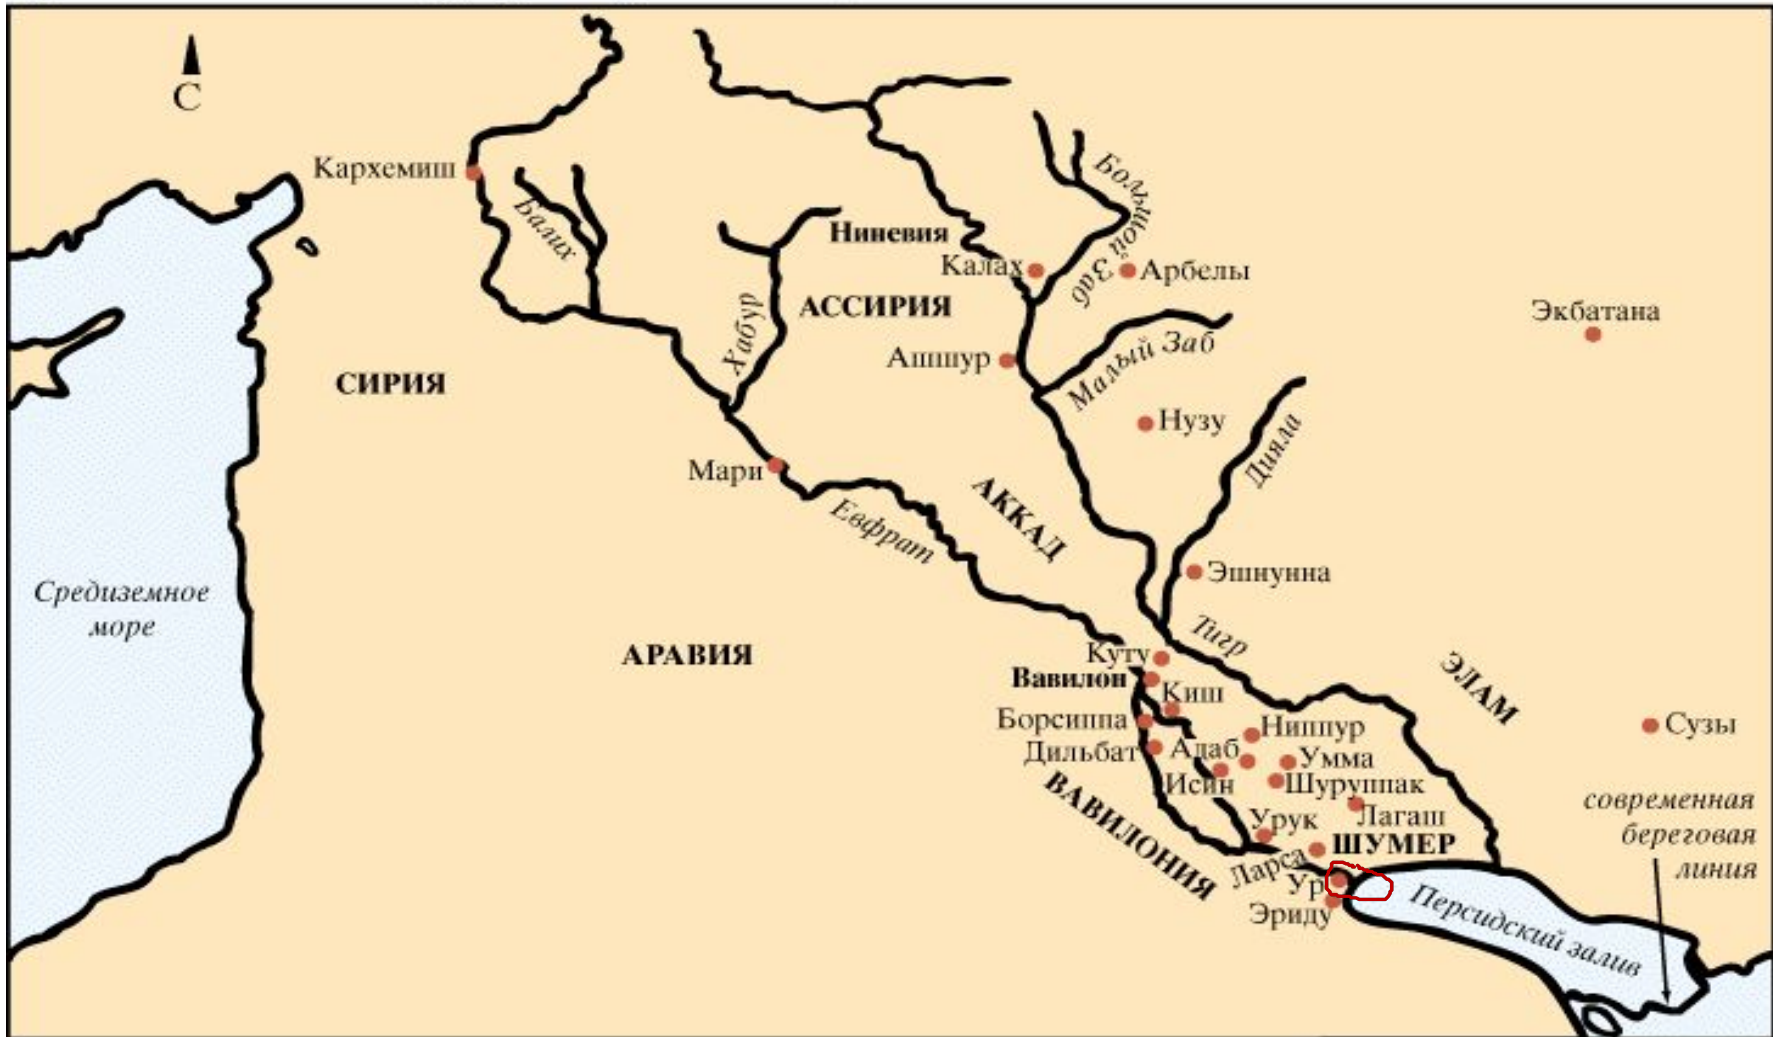 С
Кархемиш
Балих
Большой Заб
Ниневия
Калах
Арбелы
Хабур
АССИРИЯ
Экбатана
Ашшур
Малый Заб
СИРИЯ
Нузу
Дияла
Мари
АККАД
Евфрат
Эшнунна
Средиземное
море
Тигр
АРАВИЯ
Куту
Вавилон
Киш
ЭЛАМ
Борсиппа
Ниппур
Сузы
Дильбат
Адаб
Умма
Исин
Шуруппак
ВАВИЛОНИЯ
Лагаш
современная
береговая
линия
Урук
ШУМЕР
Ларса
Ур
Эриду
Персидский залив